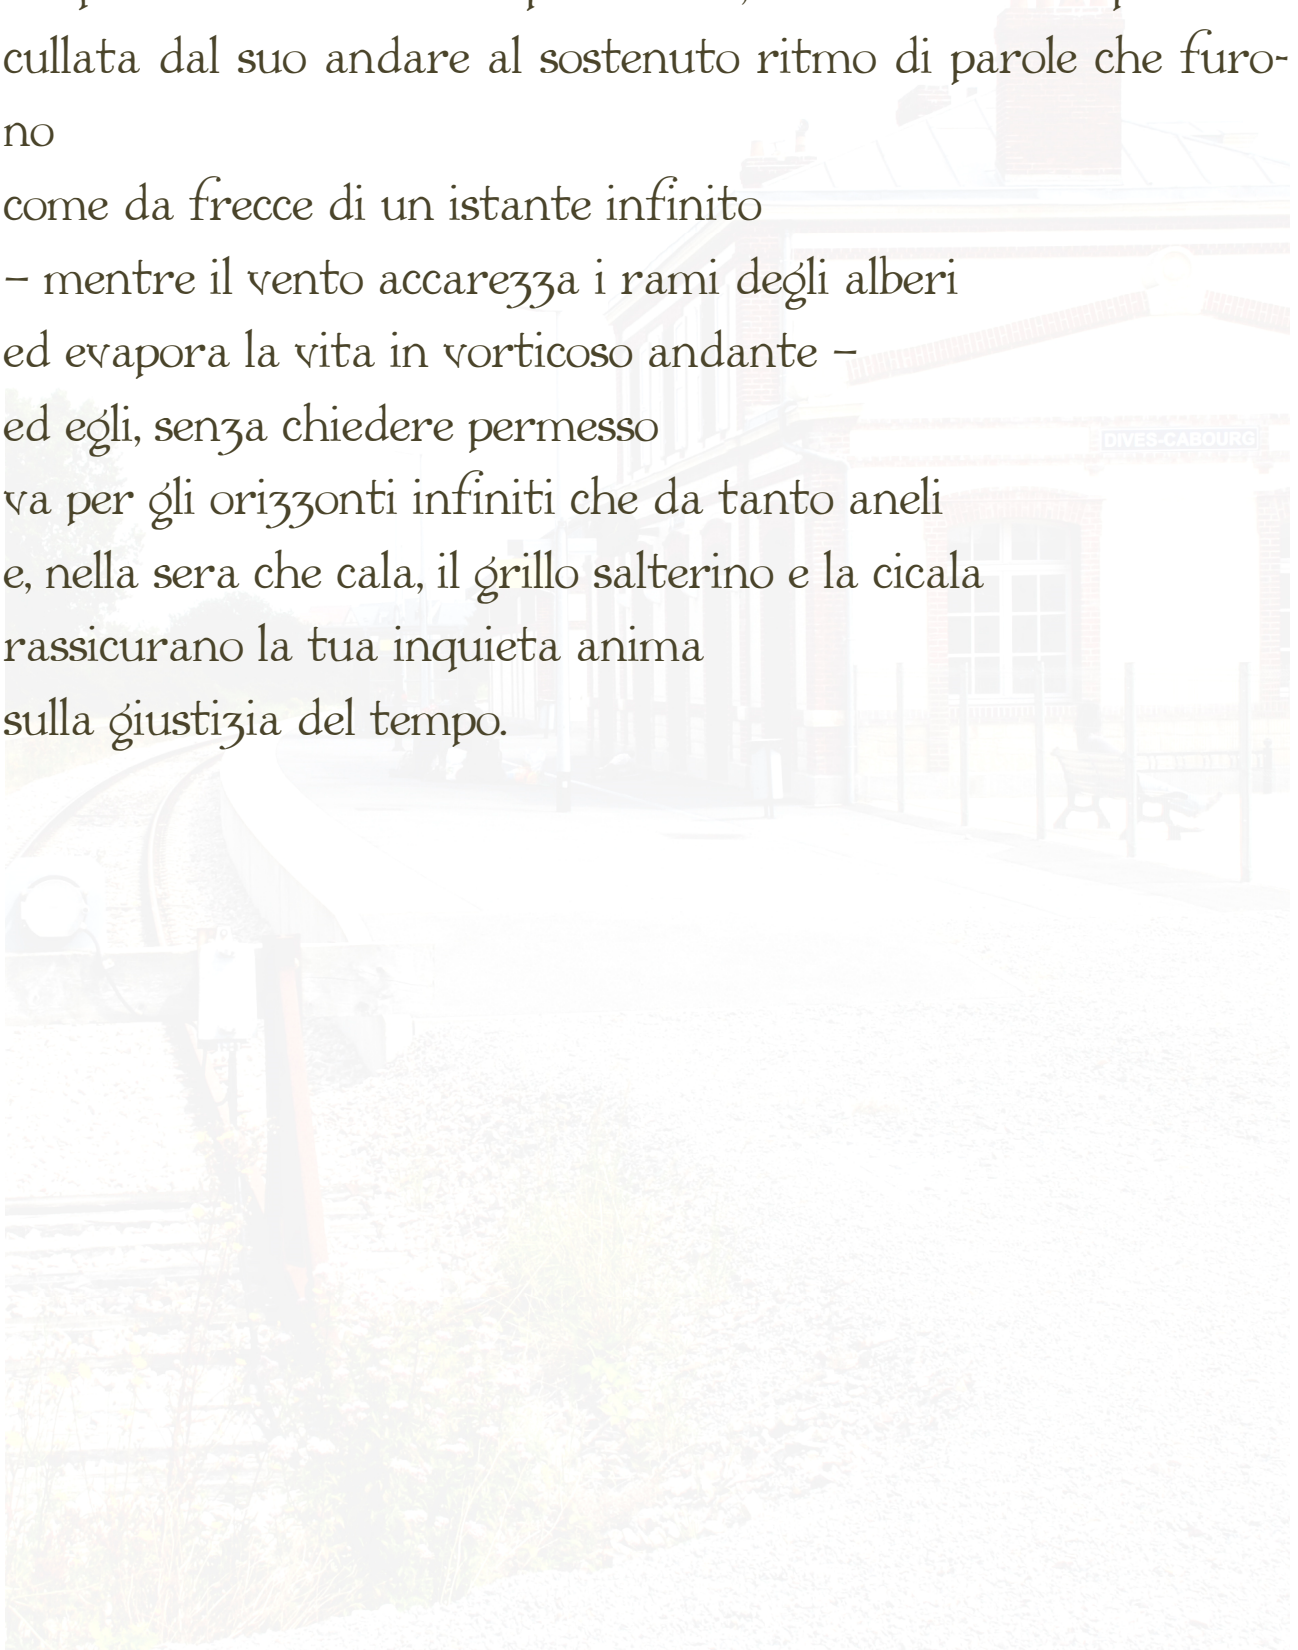 cullata dal suo andare al sostenuto ritmo di parole che furo-
no
come da frecce di un istante infinito
– mentre il vento accarezza i rami degli alberi
ed evapora la vita in vorticoso andante –
ed egli, senza chiedere permesso
va per gli orizzonti infiniti che da tanto aneli
e, nella sera che cala, il grillo salterino e la cicala
rassicurano la tua inquieta anima
sulla giustizia del tempo.
DIVES-CABOURG